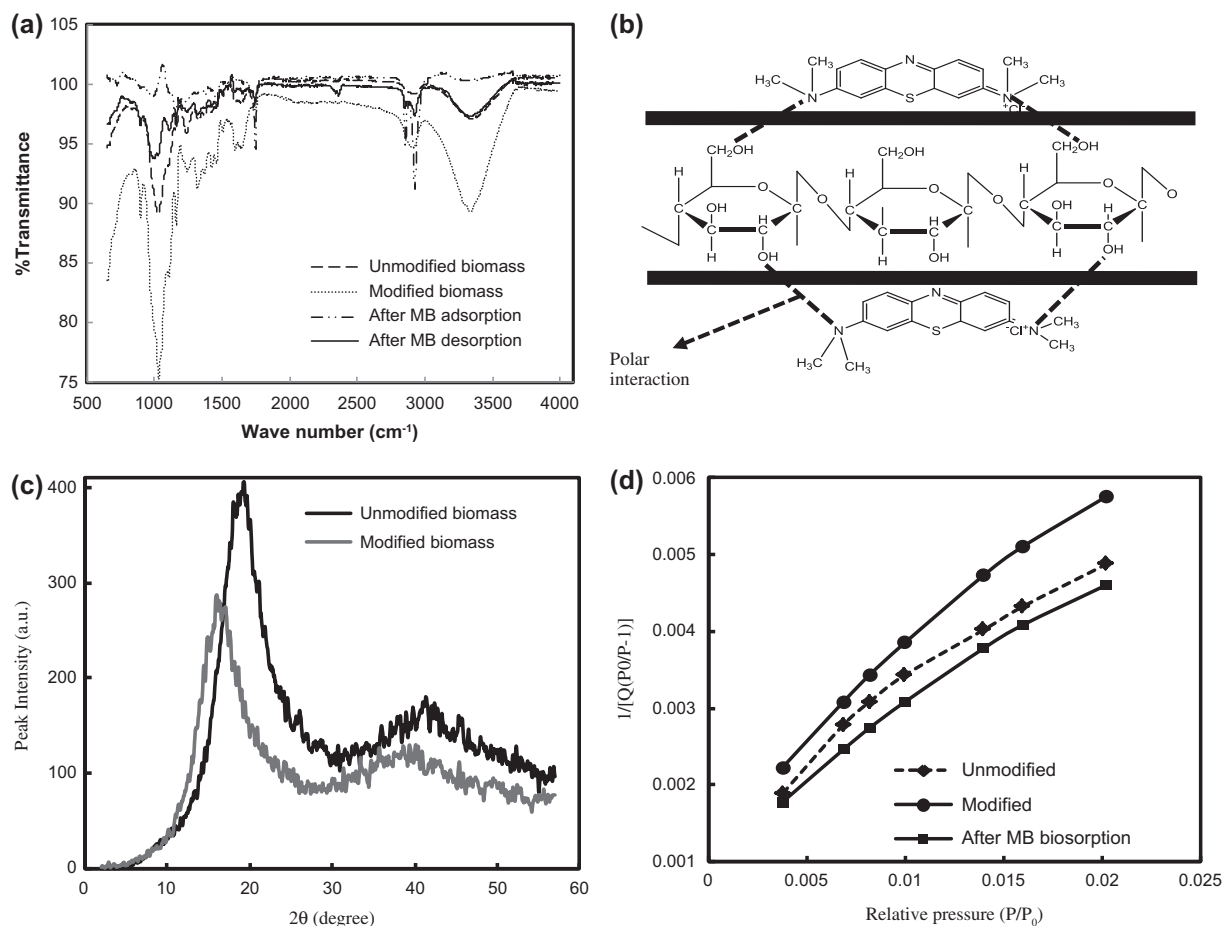 (a)
105
100
95
90
85
80
75
%Transmittance
Unmodified biomass
Modified biomass
After MB adsorption
After MB desorption
500 1000 1500 2000 2500 3000 3500 4000
Wave number (cm⁻¹)
(b)
N
H₃C CH₃
H₃C N S N CH₃
⁺Cl⁻
CH₂OH CH₂OH CH₂OH
H O H O H O O
C C O C C O C C
OH H H H OH H
C C C C C C
H OH H OH H OH
N
N S Cl⁺N CH₃
CH₃
H₃C CH₃
Polar
interaction
(c)
400
300
200
100
0
Peak Intensity (a.u.)
Unmodified biomass
Modified biomass
0 10 20 30 40 50 60
2θ (degree)
(d)
0.006
0.005
0.004
0.003
0.002
0.001
1/[Q(P0/P-1)]
Unmodified
Modified
After MB biosorption
0 0.005 0.01 0.015 0.02 0.025
Relative pressure (P/P₀)